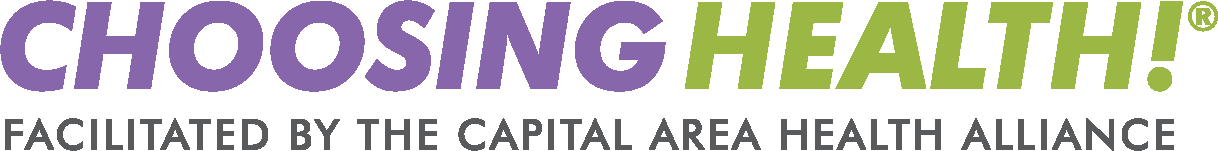 CHOOSING HEALTH!®
FACILITATED BY THE CAPITAL AREA HEALTH ALLIANCE